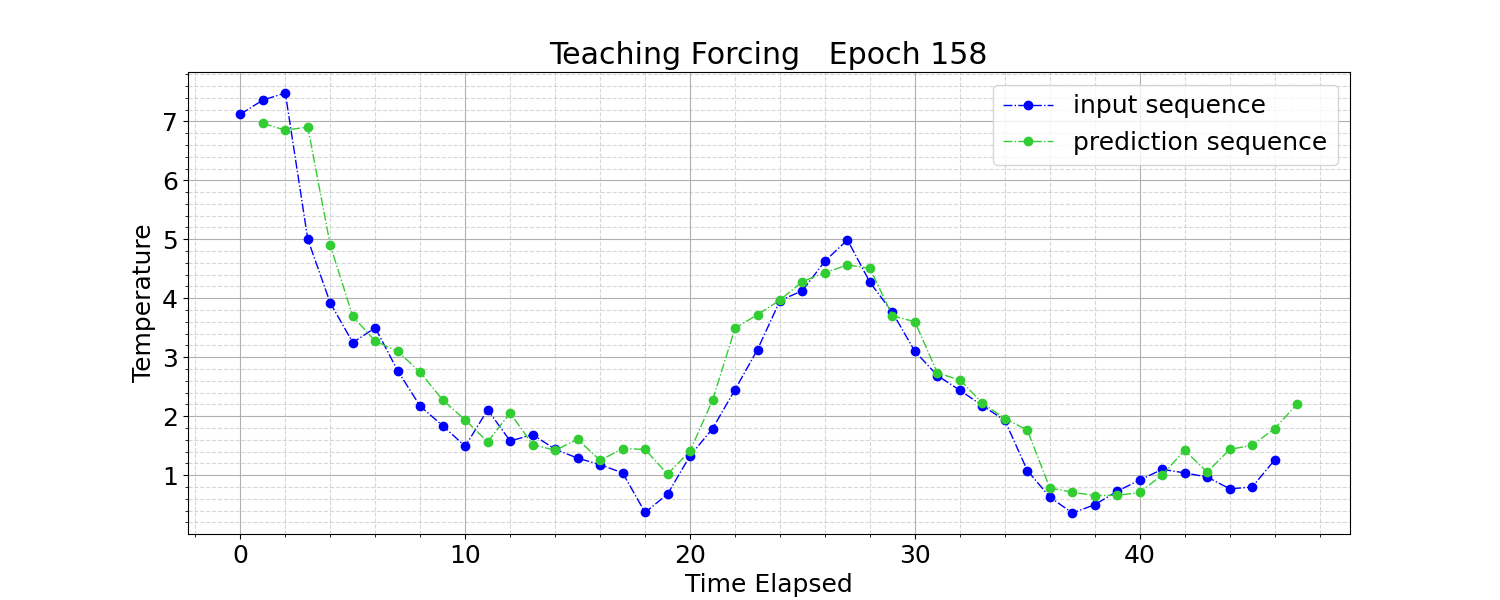 Teaching Forcing   Epoch 158
input sequence
prediction sequence
Temperature
7
6
5
4
3
2
1
0 10 20 30 40
Time Elapsed